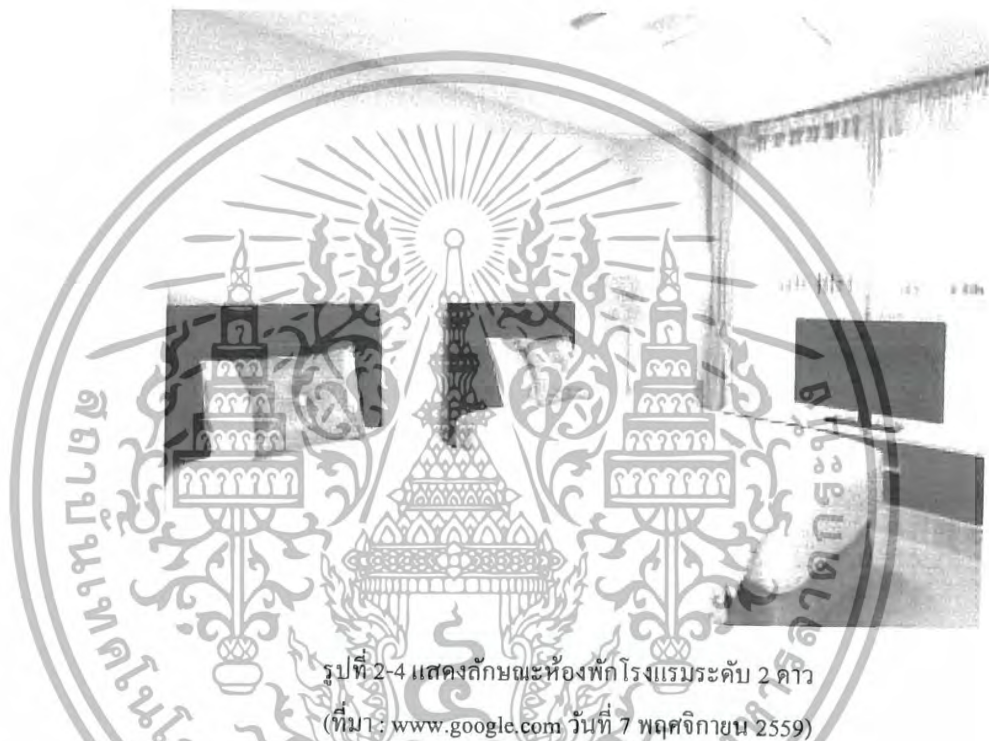 รูปที่ 2-4 แสดงลักษณะห้องพักโรงแรมระดับ 2 ดาว
(ที่มา : www.google.com วันที่ 7 พฤศจิกายน 2559)